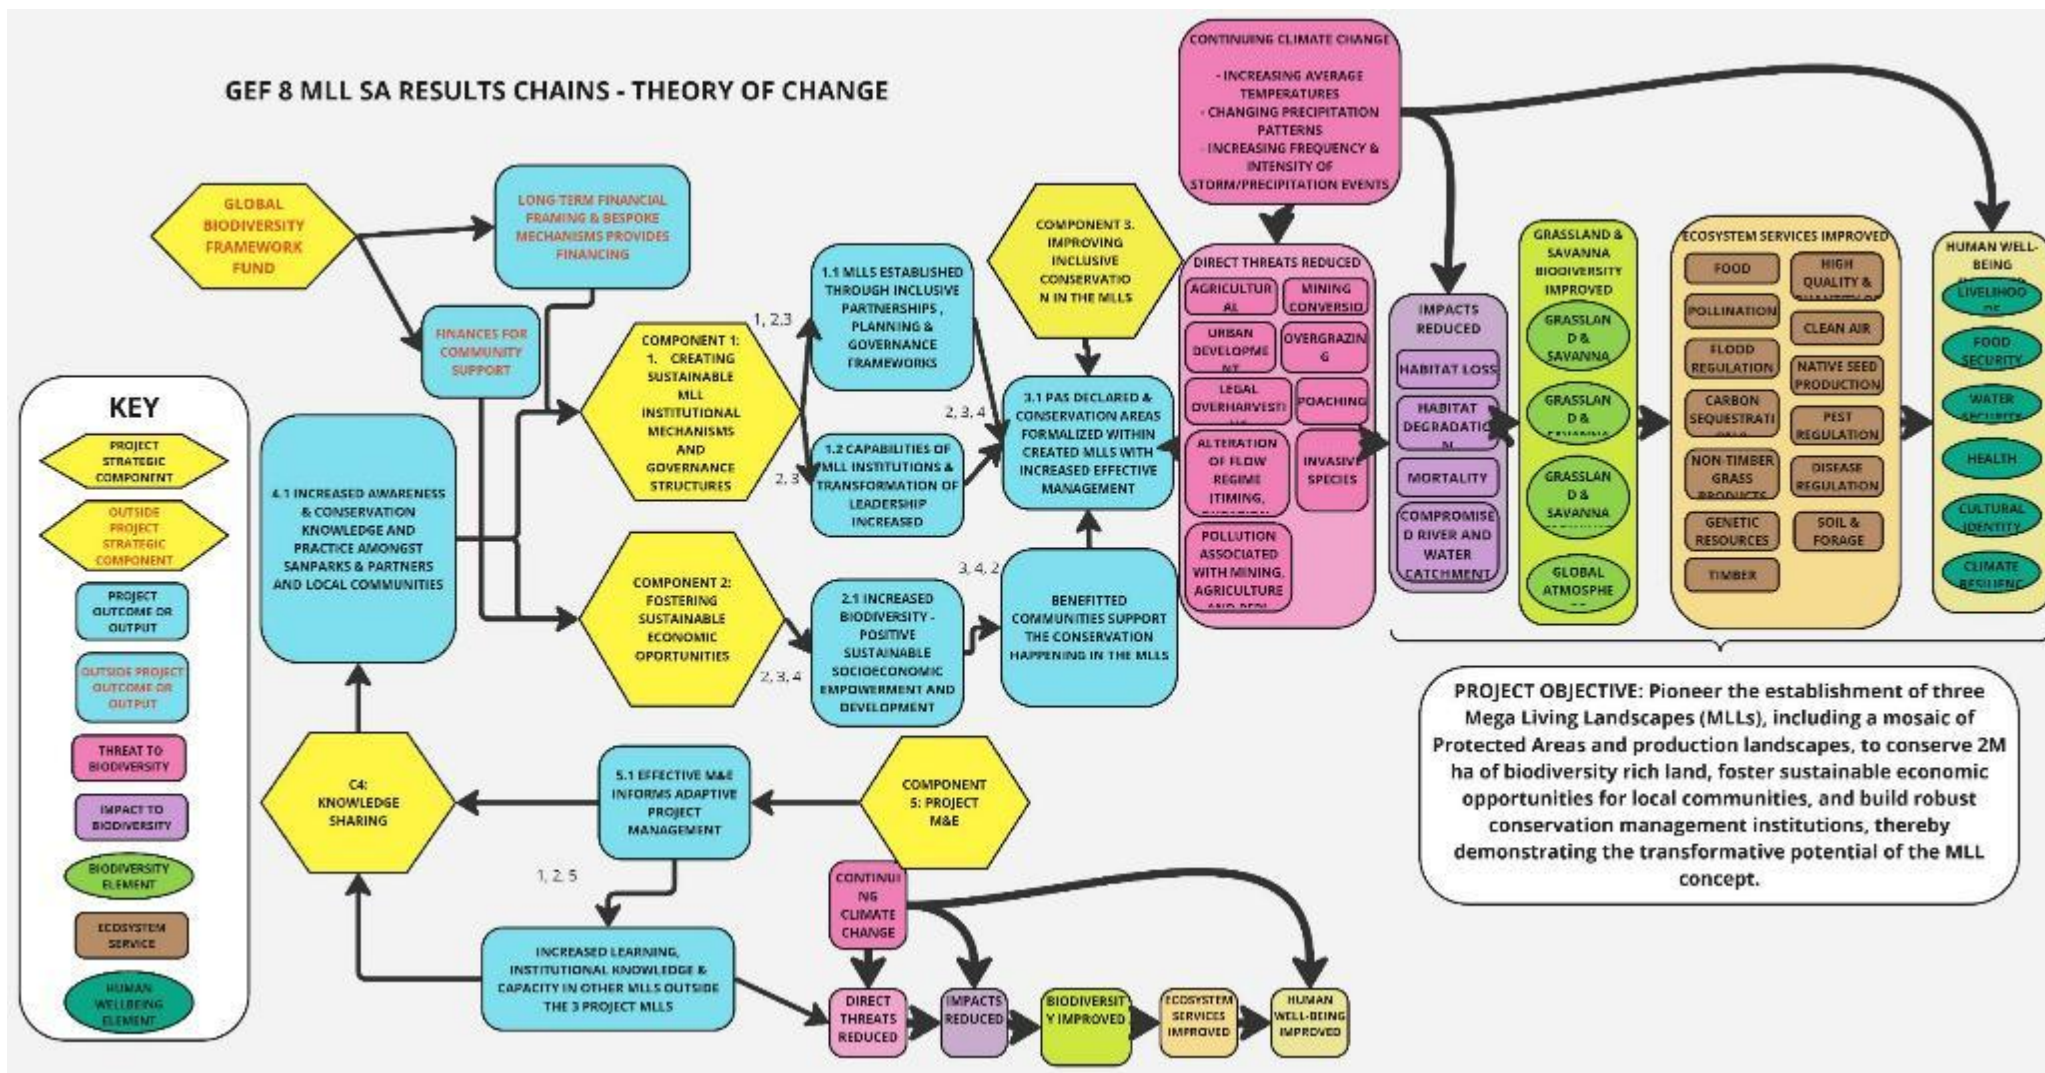 GEF 8 MLL SA RESULTS CHAINS - THEORY OF CHANGE
GLOBAL
BIODIVERSITY
FRAMEWORK
FUND
LONG-TERM FINANCIAL
FRAMING & BESPOKE
MECHANISMS PROVIDES
FINANCING
FINANCES FOR
COMMUNITY
SUPPORT
KEY
PROJECT
STRATEGIC
COMPONENT
OUTSIDE
PROJECT
STRATEGIC
COMPONENT
PROJECT
OUTCOME OR
OUTPUT
OUTSIDE PROJECT
OUTCOME OR
OUTPUT
THREAT TO
BIODIVERSITY
IMPACT TO
BIODIVERSITY
BIODIVERSITY
ELEMENT
ECOSYSTEM
SERVICE
HUMAN
WELLBEING
ELEMENT
4.1 INCREASED AWARENESS
& CONSERVATION
KNOWLEDGE AND
PRACTICE AMONGST
SANPARKS & PARTNERS
AND LOCAL COMMUNITIES
COMPONENT 1:
1. CREATING
SUSTAINABLE
MLL
INSTITUTIONAL
MECHANISMS
AND
GOVERNANCE
STRUCTURES
1, 2,3
2, 3
1.1 MLLS ESTABLISHED
THROUGH INCLUSIVE
PARTNERSHIPS ,
PLANNING &
GOVERNANCE
FRAMEWORKS
1.2 CAPABILITIES OF
MLL INSTITUTIONS &
TRANSFORMATION OF
LEADERSHIP
INCREASED
2, 3, 4
COMPONENT 3.
IMPROVING
INCLUSIVE
CONSERVATIO
N IN THE MLLS
3.1 PAS DECLARED &
CONSERVATION AREAS
FORMALIZED WITHIN
CREATED MLLS WITH
INCREASED EFFECTIVE
MANAGEMENT
COMPONENT 2:
FOSTERING
SUSTAINABLE
ECONOMIC
OPORTUNITIES
2, 3, 4
2.1 INCREASED
BIODIVERSITY -
POSITIVE
SUSTAINABLE
SOCIOECONOMIC
EMPOWERMENT AND
DEVELOPMENT
3, 4, 2
BENEFITTED
COMMUNITIES SUPPORT
THE CONSERVATION
HAPPENING IN THE MLLS
CONTINUING CLIMATE CHANGE
- INCREASING AVERAGE
TEMPERATURES
- CHANGING PRECIPITATION
PATTERNS
- INCREASING FREQUENCY &
INTENSITY OF
STORM/PRECIPITATION EVENTS
DIRECT THREATS REDUCED
AGRICULTUR
AL
MINING
CONVERSIO
URBAN
DEVELOPME
NT
OVERGRAZIN
G
LEGAL
OVERHARVESTI
POACHING
ALTERATION
OF FLOW
REGIME
(TIMING,
INVASIVE
SPECIES
POLLUTION
ASSOCIATED
WITH MINING,
AGRICULTURE
IMPACTS
REDUCED
HABITAT LOSS
HABITAT
DEGRADATIO
N
MORTALITY
COMPROMISE
D RIVER AND
WATER
CATCHMENT
GRASSLAND &
SAVANNA
BIODIVERSITY
IMPROVED
GRASSLAN
D &
SAVANNA
GRASSLAN
D &
SAVANNA
GRASSLAN
D &
SAVANNA
GLOBAL
ATMOSPHE
ECOSYSTEM SERVICES IMPROVED
FOOD
HIGH
QUALITY &
POLLINATION
CLEAN AIR
FLOOD
REGULATION
NATIVE SEED
PRODUCTION
CARBON
SEQUESTRATI
PEST
REGULATION
NON-TIMBER
GRASS
PRODUCTS
DISEASE
REGULATION
GENETIC
RESOURCES
SOIL &
FORAGE
TIMBER
HUMAN WELL-
BEING
LIVELIHOO
FOOD
SECURITY
WATER
SECURITY
HEALTH
CULTURAL
IDENTITY
CLIMATE
RESILIENC
PROJECT OBJECTIVE: Pioneer the establishment of three
Mega Living Landscapes (MLLs), including a mosaic of
Protected Areas and production landscapes, to conserve 2M
ha of biodiversity rich land, foster sustainable economic
opportunities for local communities, and build robust
conservation management institutions, thereby
demonstrating the transformative potential of the MLL
concept.
C4:
KNOWLEDGE
SHARING
5.1 EFFECTIVE M&E
INFORMS ADAPTIVE
PROJECT
MANAGEMENT
COMPONENT
5: PROJECT
M&E
1, 2, 5
INCREASED LEARNING,
INSTITUTIONAL KNOWLEDGE &
CAPACITY IN OTHER MLLS OUTSIDE
THE 3 PROJECT MLLS
CONTINUI
NG
CLIMATE
CHANGE
DIRECT
THREATS
REDUCED
IMPACTS
REDUCED
BIODIVERSIT
Y IMPROVED
ECOSYSTEM
SERVICES
IMPROVED
HUMAN
WELL-BEING
IMPROVED